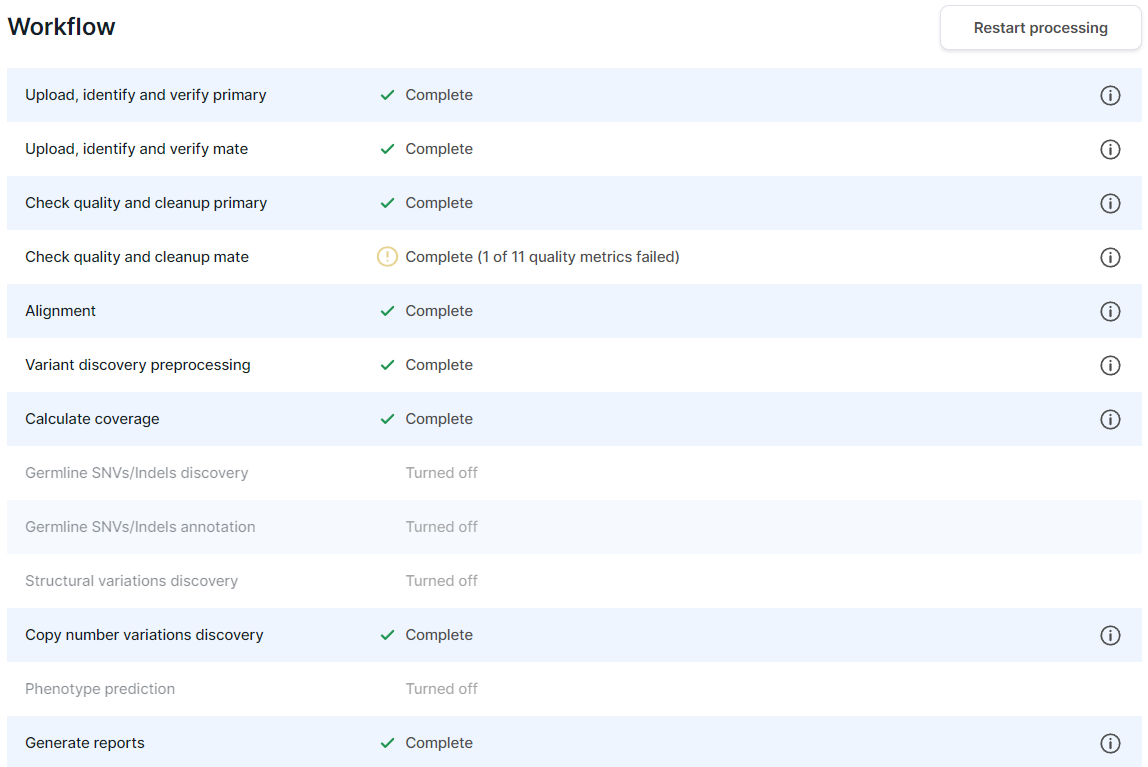 Workflow
Restart processing
Upload, identify and verify primary Complete
Upload, identify and verify mate Complete
Check quality and cleanup primary Complete
Check quality and cleanup mate Complete (1 of 11 quality metrics failed)
Alignment Complete
Variant discovery preprocessing Complete
Calculate coverage Complete
Germline SNVs/Indels discovery Turned off
Germline SNVs/Indels annotation Turned off
Structural variations discovery Turned off
Copy number variations discovery Complete
Phenotype prediction Turned off
Generate reports Complete